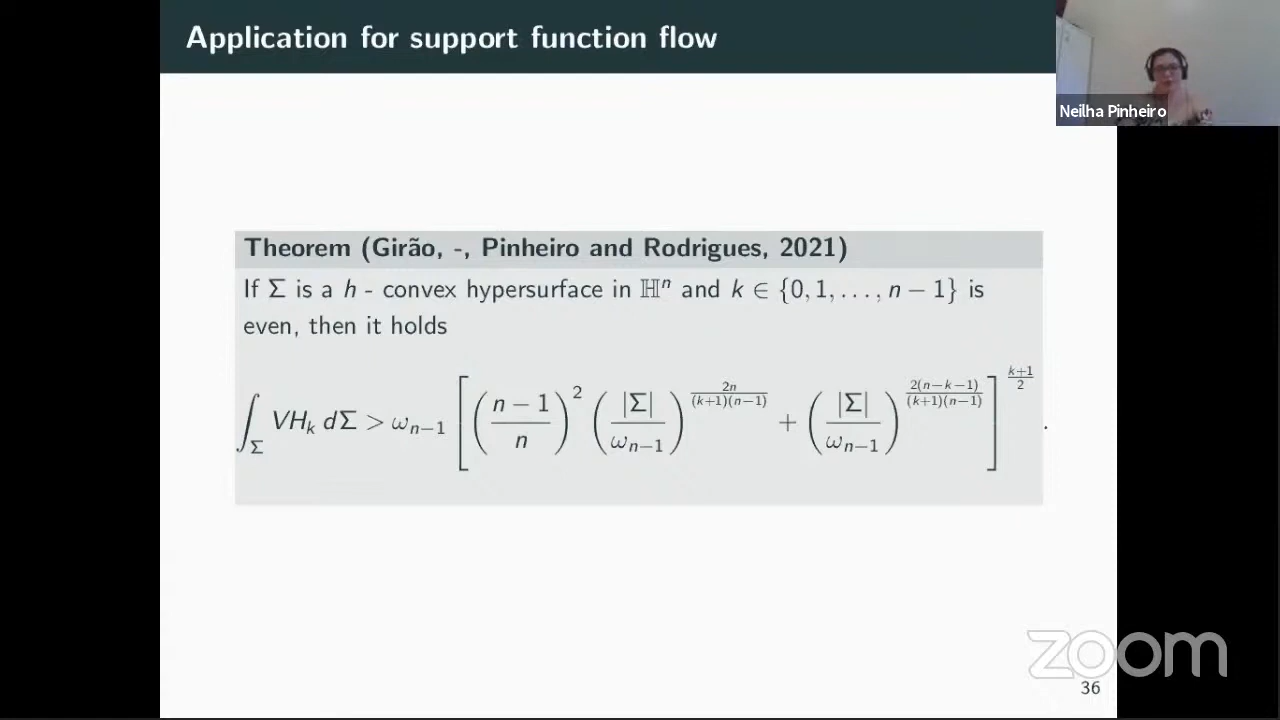 Application for support function flow
Neilha Pinheiro
Theorem (Girão, -, Pinheiro and Rodrigues, 2021)
If Σ is a h - convex hypersurface in ℍⁿ and k ∈ {0, 1, . . . , n − 1} is
even, then it holds
∫_Σ VH_k dΣ > ω_{n−1} [ ( (n − 1)/n )^2 ( |Σ|/ω_{n−1} )^{2n/((k+1)(n−1))} + ( |Σ|/ω_{n−1} )^{2(n−k−1)/((k+1)(n−1))} ]^{(k+1)/2} .
zoom
36